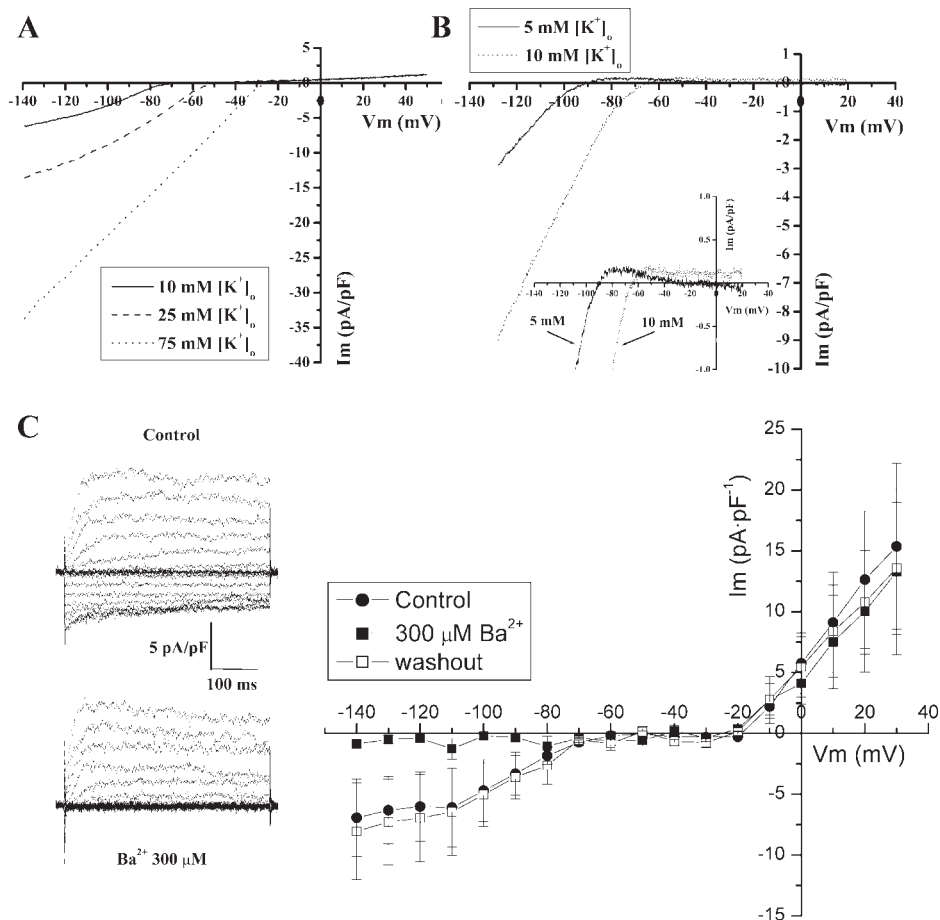 A
5
0
-5
-10
-15
-20
-25
-30
-35
-40
-140 -120 -100 -80 -60 -40 -20 0 20 40
Vm (mV)
Im (pA/pF)
10 mM [K⁺]ₒ
25 mM [K⁺]ₒ
75 mM [K⁺]ₒ
B
5 mM [K⁺]ₒ
10 mM [K⁺]ₒ
1
0
-1
-2
-3
-4
-5
-6
-7
-8
-9
-10
-140 -120 -100 -80 -60 -40 -20 0 20 40
Vm (mV)
Im (pA/pF)
1.0
0.5
0.0
-0.5
-1.0
-140 -120 -100 -80 -60 -40 -20 0 20 40
Vm (mV)
Im (pA/pF)
5 mM
10 mM
C
Control
5 pA/pF
100 ms
Ba²⁺ 300 µM
Control
300 µM Ba²⁺
washout
25
20
15
10
5
0
-5
-10
-15
-140 -120 -100 -80 -60 -40 -20 0 20 40
Im (pA·pF⁻¹)
Vm (mV)